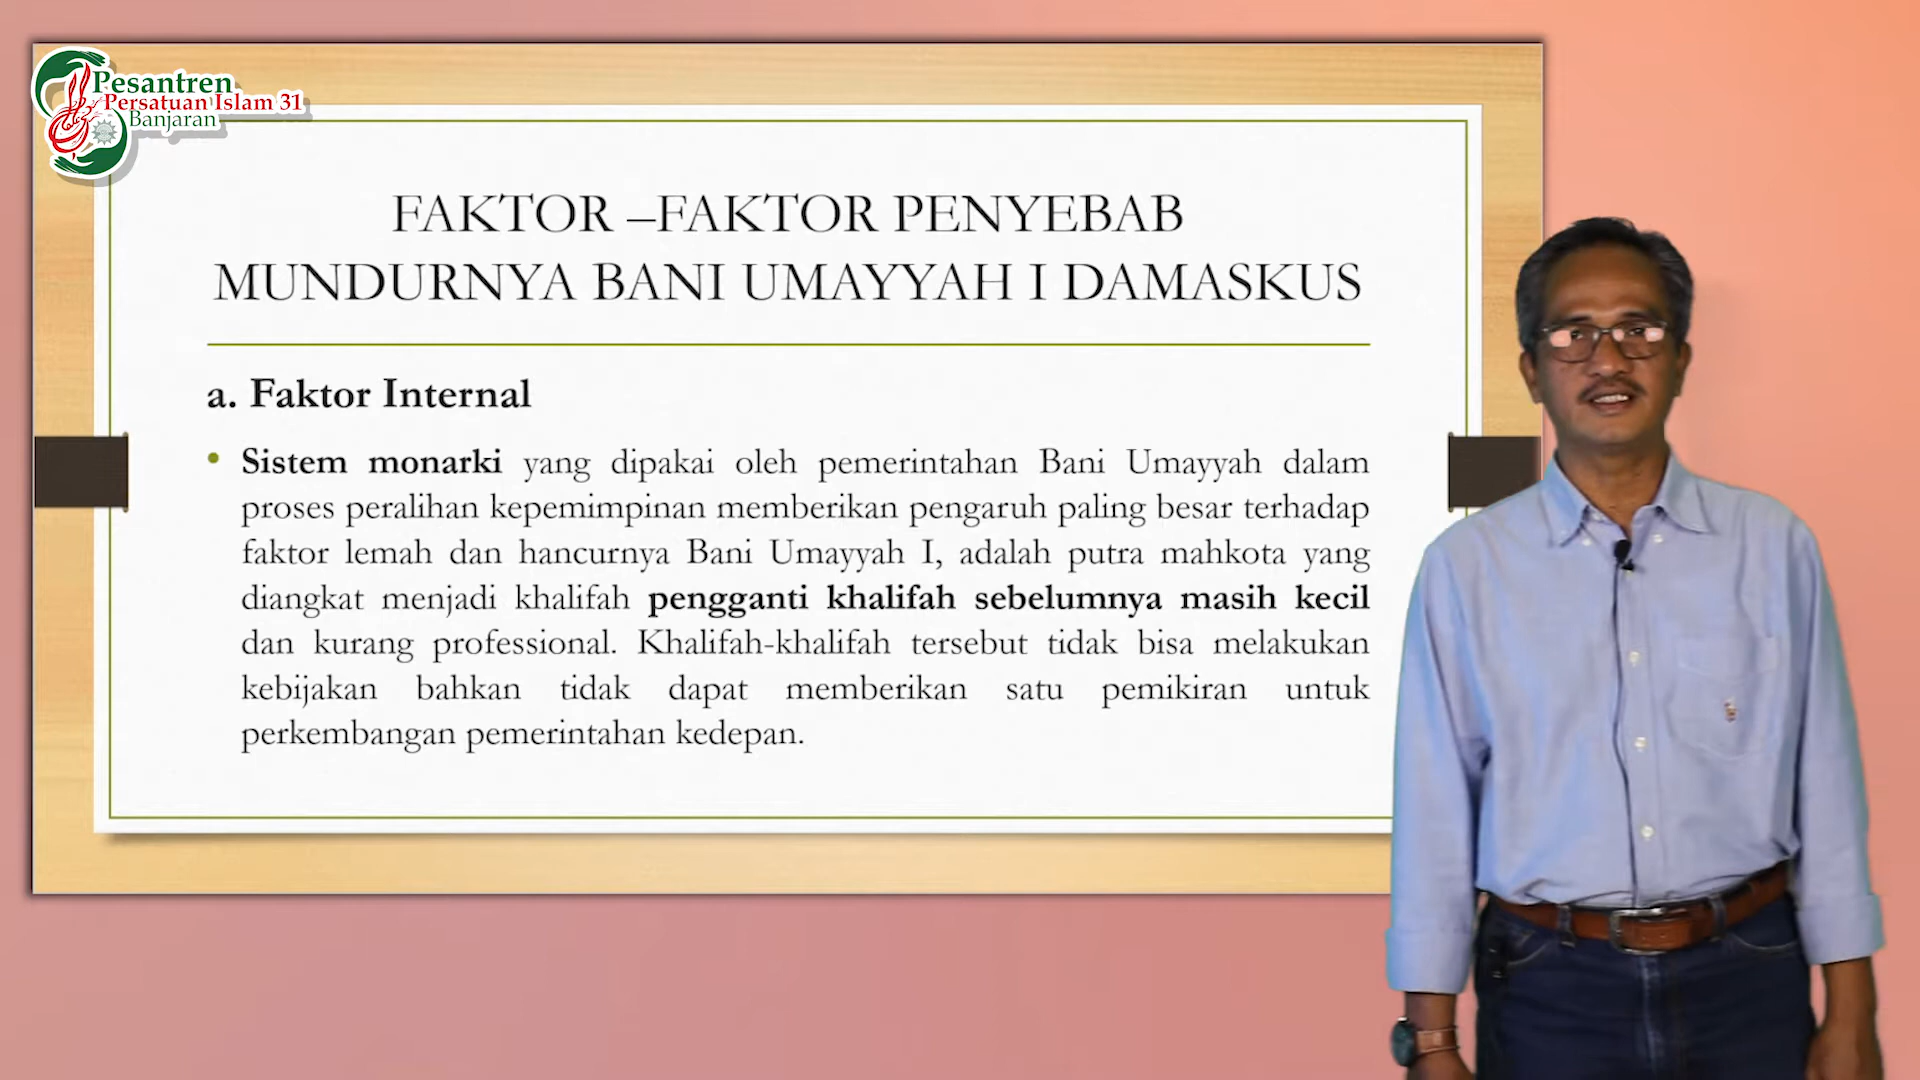 Pesantren
Persatuan Islam 31
Banjaran
FAKTOR –FAKTOR PENYEBAB
MUNDURNYA BANI UMAYYAH I DAMASKUS
a. Faktor Internal
• Sistem monarki yang dipakai oleh pemerintahan Bani Umayyah dalam
proses peralihan kepemimpinan memberikan pengaruh paling besar terhadap
faktor lemah dan hancurnya Bani Umayyah I, adalah putra mahkota yang
diangkat menjadi khalifah pengganti khalifah sebelumnya masih kecil
dan kurang professional. Khalifah-khalifah tersebut tidak bisa melakukan
kebijakan bahkan tidak dapat memberikan satu pemikiran untuk
perkembangan pemerintahan kedepan.